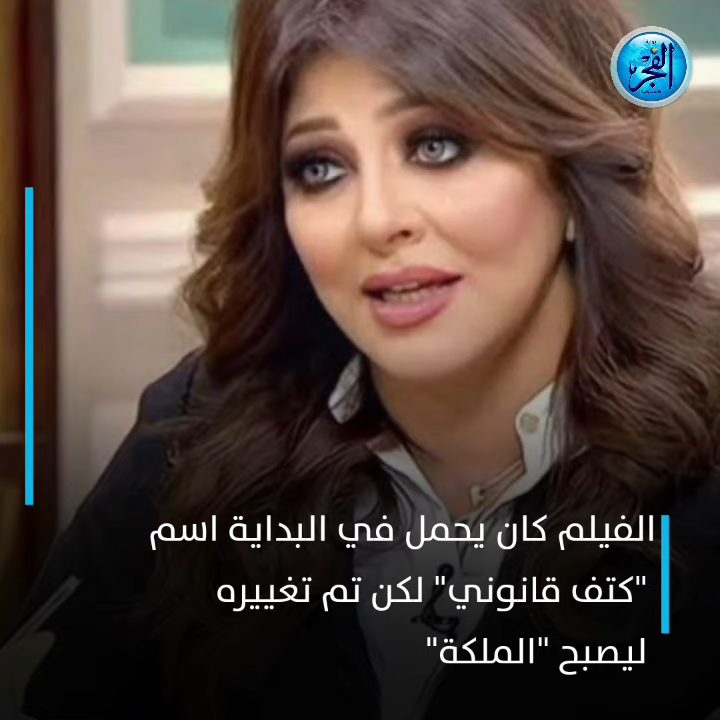 الفجر
الفيلم كان يحمل في البداية اسم
"كتف قانوني" لكن تم تغييره
ليصبح "الملكة"